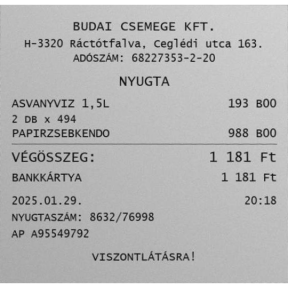 BUDAI CSEMEGE KFT.
H-3320 Ráctótfalva, Ceglédi utca 163.
ADÓSZÁM: 68227353-2-20
NYUGTA
ASVANYVIZ 1,5L 193 B00
2 DB x 494
PAPIRZSEBKENDO 988 B00
VÉGÖSSZEG: 1 181 Ft
BANKKÁRTYA 1 181 Ft
2025.01.29. 20:18
NYUGTASZÁM: 8632/76998
AP A95549792
VISZONTLÁTÁSRA!